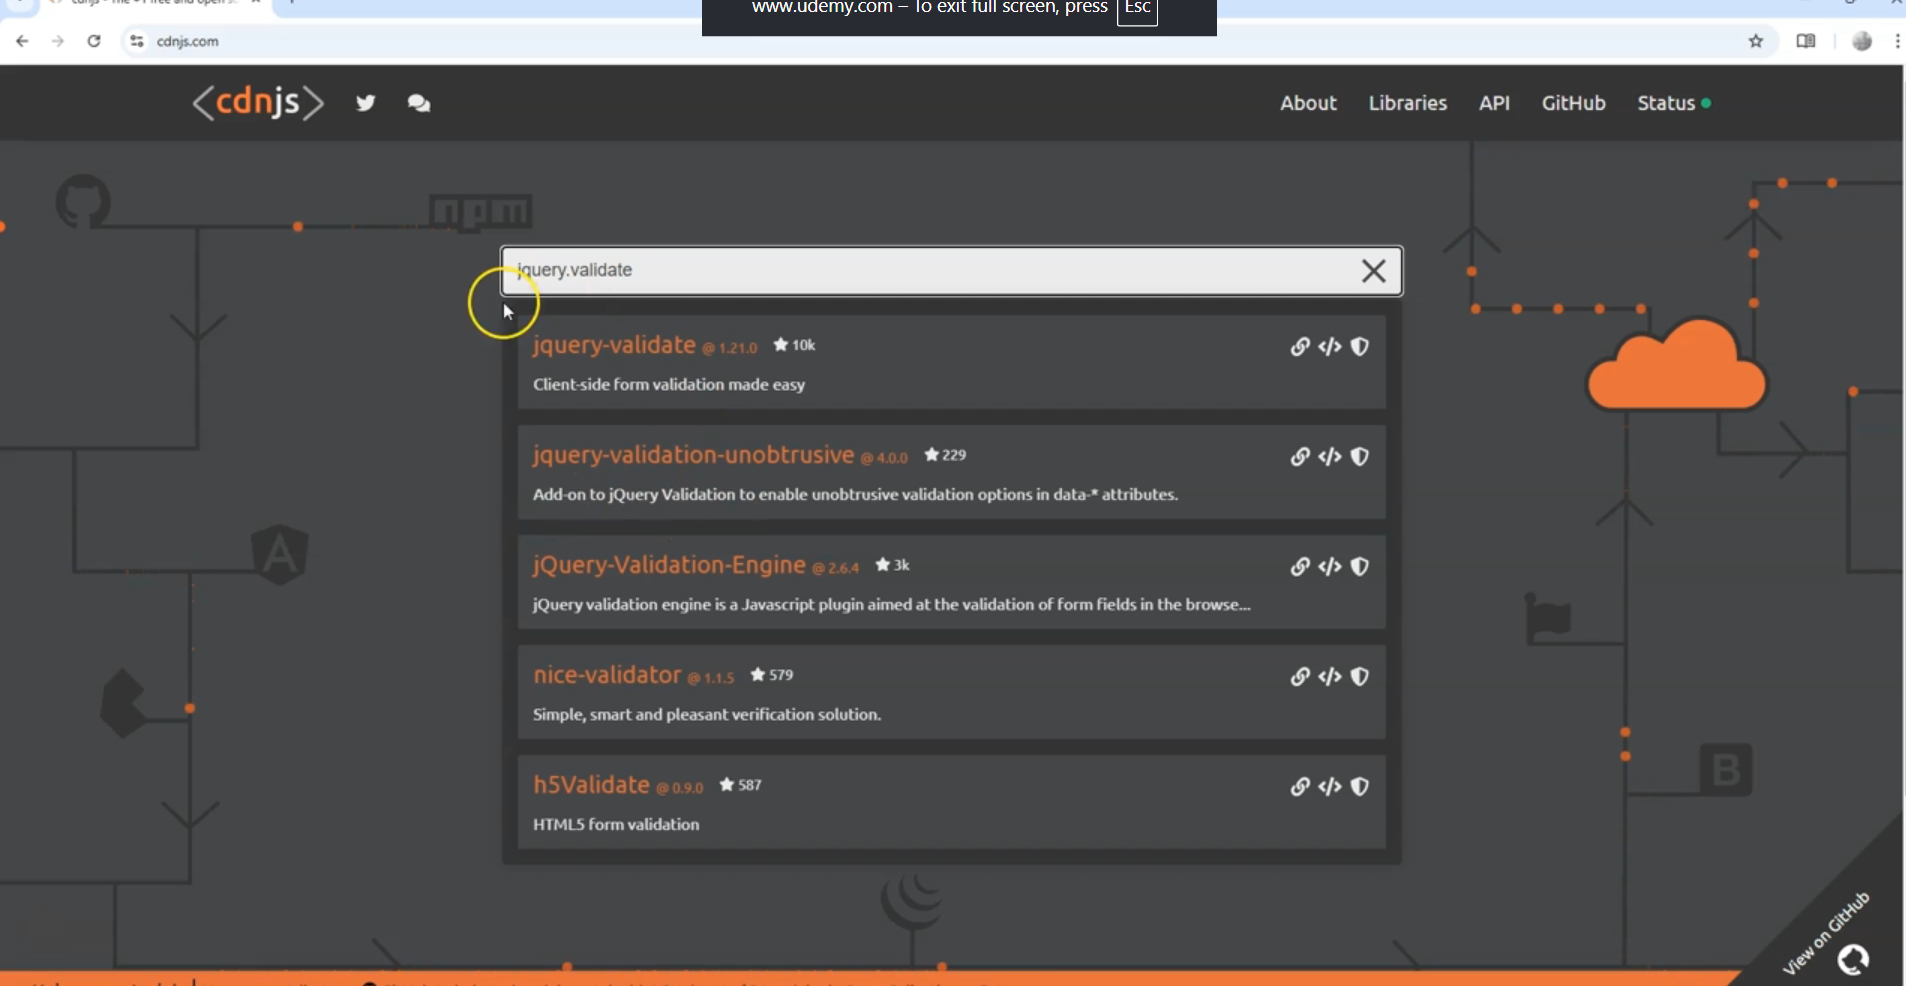 www.udemy.com – To exit full screen, press Esc
cdnjs.com
<cdnjs>
About Libraries API GitHub Status
npm
jquery.validate
jquery-validate @ 1.21.0 10k
Client-side form validation made easy
jquery-validation-unobtrusive @ 4.0.0 229
Add-on to jQuery Validation to enable unobtrusive validation options in data-* attributes.
jQuery-Validation-Engine @ 2.6.4 3k
jQuery validation engine is a Javascript plugin aimed at the validation of form fields in the browse...
nice-validator @ 1.1.5 579
Simple, smart and pleasant verification solution.
h5Validate @ 0.9.0 587
HTML5 form validation
A
B
View on GitHub